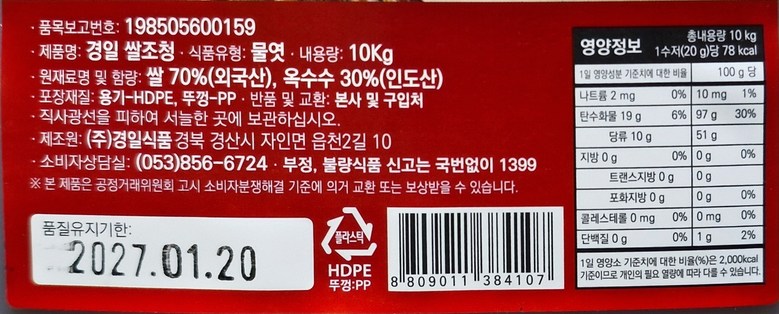 · 품목보고번호: 198505600159
· 제품명: 경일 쌀조청 · 식품유형: 물엿 · 내용량: 10Kg
· 원재료명 및 함량: 쌀 70%(외국산), 옥수수 30%(인도산)
· 포장재질: 용기-HDPE, 뚜껑-PP · 반품 및 교환: 본사 및 구입처
· 직사광선을 피하여 서늘한 곳에 보관하십시오.
· 제조원: (주)경일식품 경북 경산시 자인면 읍천2길 10
· 소비자상담실: (053)856-6724 · 부정, 불량식품 신고는 국번없이 1399
※ 본 제품은 공정거래위원회 고시 소비자분쟁해결 기준에 의거 교환 또는 보상받을 수 있습니다.
품질유지기한:
2027.01.20
플라스틱
HDPE
뚜껑:PP
8 809011 384107
영양정보
총내용량 10 kg
1수저(20 g)당 78 kcal
1일 영양성분 기준치에 대한 비율 100 g 당
나트륨 2 mg 0% 10 mg 1%
탄수화물 19 g 6% 97 g 30%
당류 10 g 51 g
지방 0 g 0% 0 g 0%
트랜스지방 0 g 0 g
포화지방 0 g 0 g 0%
콜레스테롤 0 mg 0% 0 mg 0%
단백질 0 g 0% 1 g 2%
1일 영양소 기준치에 대한 비율(%)은 2,000kcal
기준이므로 개인의 필요 열량에 따라 다를 수 있습니다.